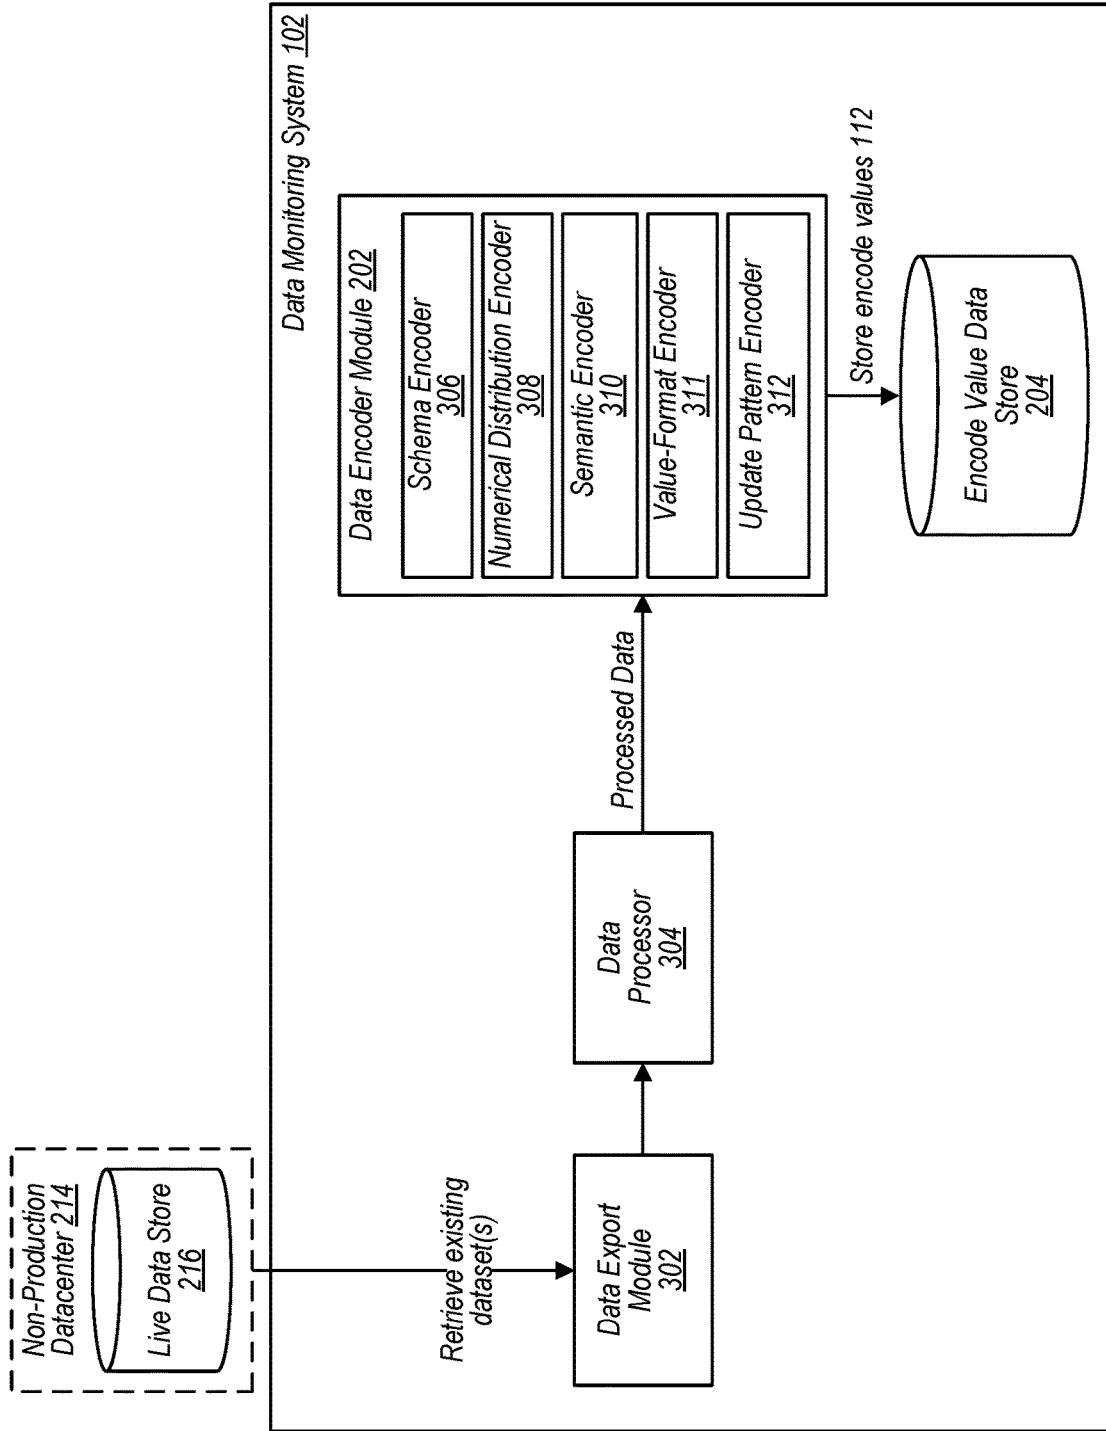 Non-Production
Datacenter 214
Live Data Store
216
Data Monitoring System 102
Retrieve existing
dataset(s)
Data Export
Module
302
Data
Processor
304
Processed Data
Data Encoder Module 202
Schema Encoder
306
Numerical Distribution Encoder
308
Semantic Encoder
310
Value-Format Encoder
311
Update Pattern Encoder
312
Store encode values 112
Encode Value Data
Store
204